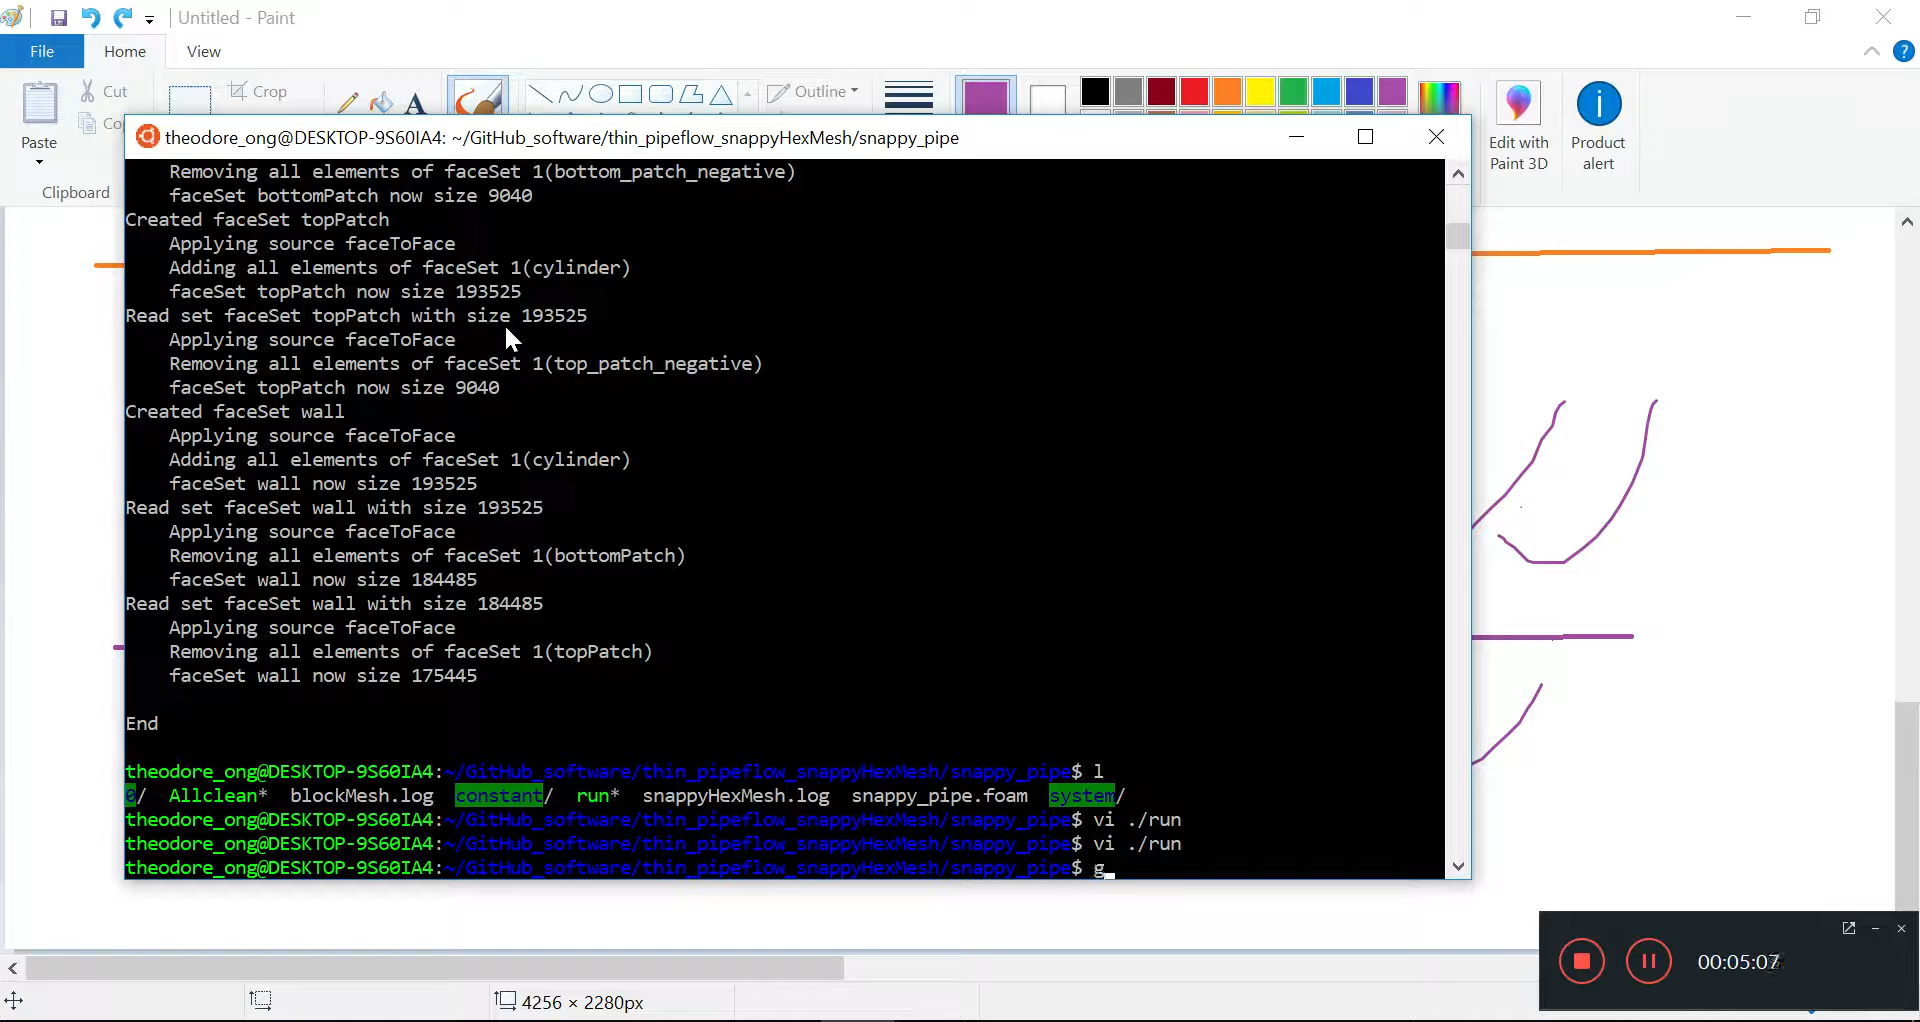 Untitled - Paint
File Home View
Paste
Cut
Co
Crop
Outline
Edit with
Paint 3D
Product
alert
Clipboard
theodore_ong@DESKTOP-9S60IA4: ~/GitHub_software/thin_pipeflow_snappyHexMesh/snappy_pipe
Removing all elements of faceSet 1(bottom_patch_negative)
faceSet bottomPatch now size 9040
Created faceSet topPatch
Applying source faceToFace
Adding all elements of faceSet 1(cylinder)
faceSet topPatch now size 193525
Read set faceSet topPatch with size 193525
Applying source faceToFace
Removing all elements of faceSet 1(top_patch_negative)
faceSet topPatch now size 9040
Created faceSet wall
Applying source faceToFace
Adding all elements of faceSet 1(cylinder)
faceSet wall now size 193525
Read set faceSet wall with size 193525
Applying source faceToFace
Removing all elements of faceSet 1(bottomPatch)
faceSet wall now size 184485
Read set faceSet wall with size 184485
Applying source faceToFace
Removing all elements of faceSet 1(topPatch)
faceSet wall now size 175445
End
theodore_ong@DESKTOP-9S60IA4:~/GitHub_software/thin_pipeflow_snappyHexMesh/snappy_pipe$ l
0/ Allclean* blockMesh.log constant/ run* snappyHexMesh.log snappy_pipe.foam system/
theodore_ong@DESKTOP-9S60IA4:~/GitHub_software/thin_pipeflow_snappyHexMesh/snappy_pipe$ vi ./run
theodore_ong@DESKTOP-9S60IA4:~/GitHub_software/thin_pipeflow_snappyHexMesh/snappy_pipe$ vi ./run
theodore_ong@DESKTOP-9S60IA4:~/GitHub_software/thin_pipeflow_snappyHexMesh/snappy_pipe$ g
00:05:07
4256 × 2280px